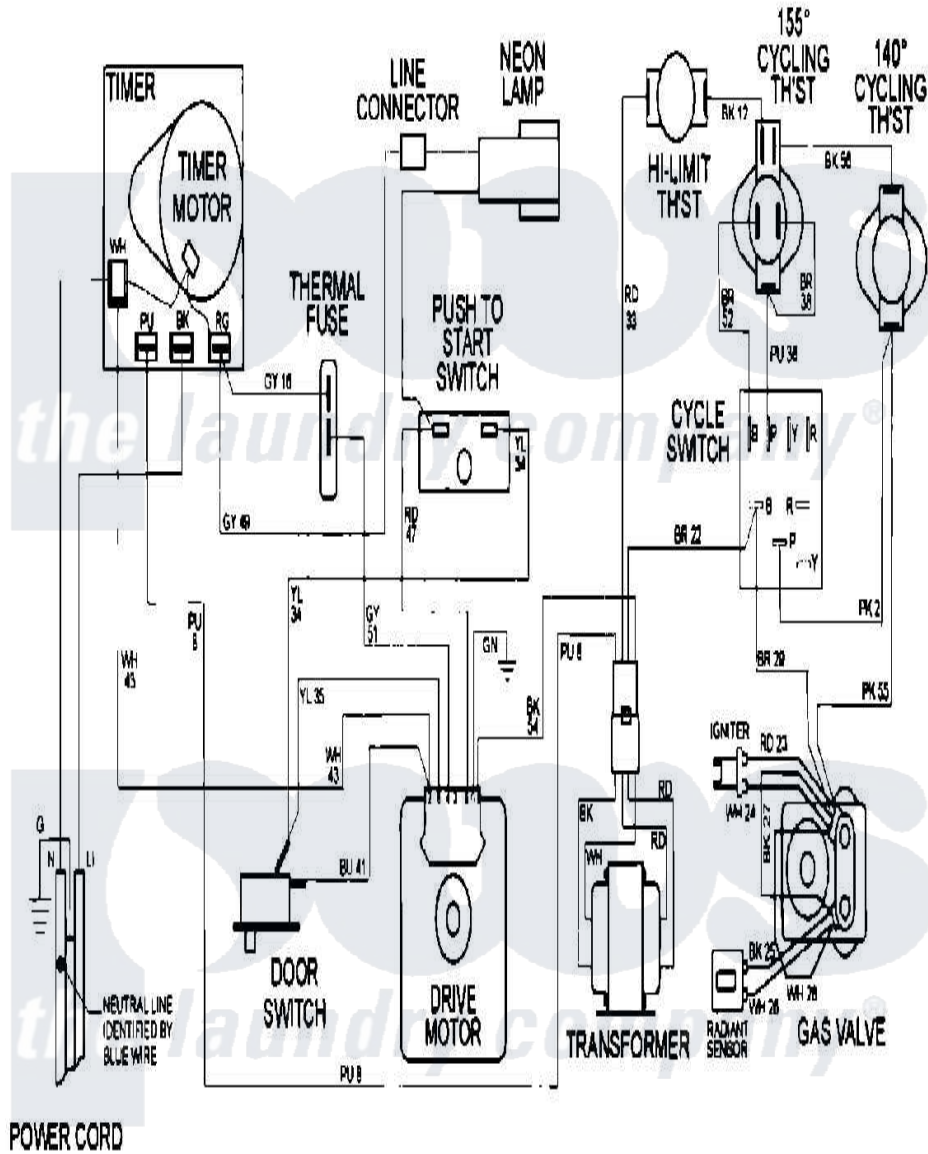 TIMER
TIMER
MOTOR
WH
PU
BK
RG
LINE
CONNECTOR
NEON
LAMP
155°
CYCLING
TH'ST
140°
CYCLING
TH'ST
HI-LIMIT
TH'ST
BK 12
BK 56
THERMAL
FUSE
PUSH TO
START
SWITCH
RD
33
BR
52
BR
38
PU 38
CYCLE
SWITCH
B
P
Y
R
B
R
P
Y
GY 16
the laundry company®
YL
RD
47
GY 49
BR 22
PK 2
PU
8
YL
34
GY
51
GN
PU 8
BR 29
PK 55
WH
43
YL 35
BK
54
WH
43
IGNITER
RD 23
WH 24
BK 27
BK
RD
WH
RD
G
N
L1
BU 41
DOOR
SWITCH
DRIVE
MOTOR
TRANSFORMER
BK 25
WH 26
WH 28
RADIANT
SENSOR
GAS VALVE
NEUTRAL LINE
IDENTIFIED BY
BLUE WIRE
the laundry company®
PU 8
POWER CORD